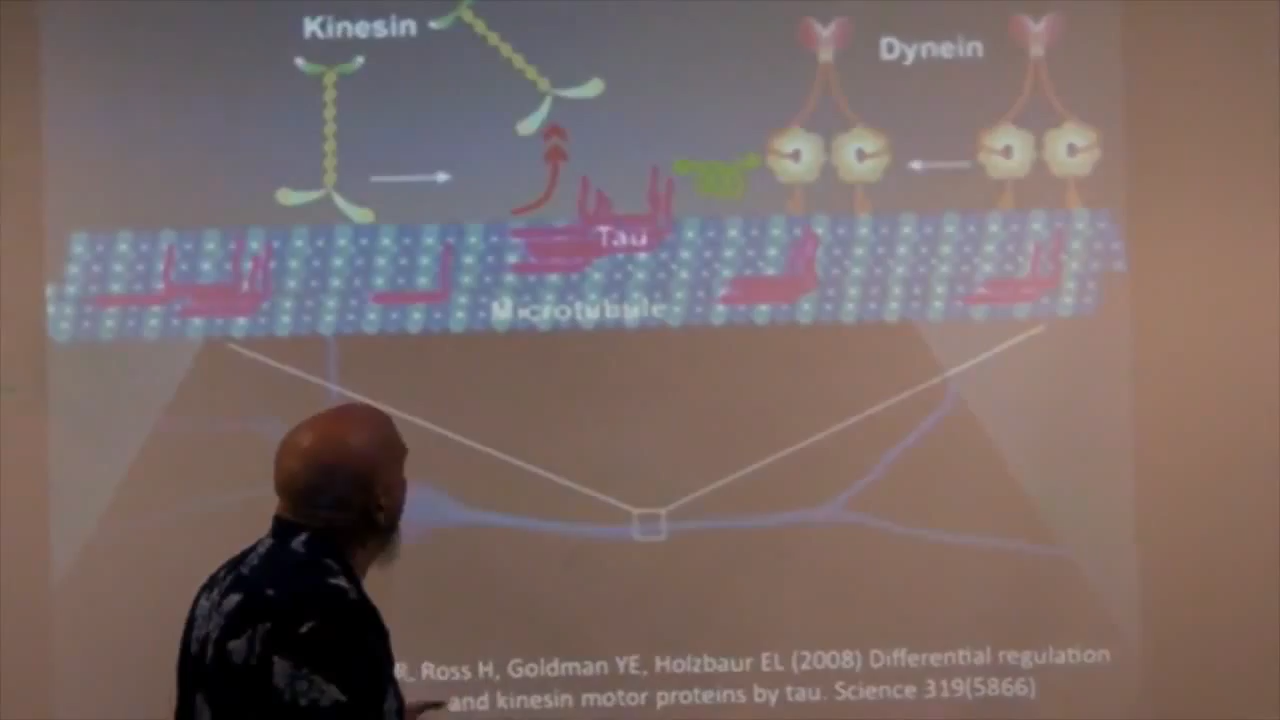 Kinesin
Dynein
Tau
Microtubule
R, Ross H, Goldman YE, Holzbaur EL (2008) Differential regulation
and kinesin motor proteins by tau. Science 319(5866)